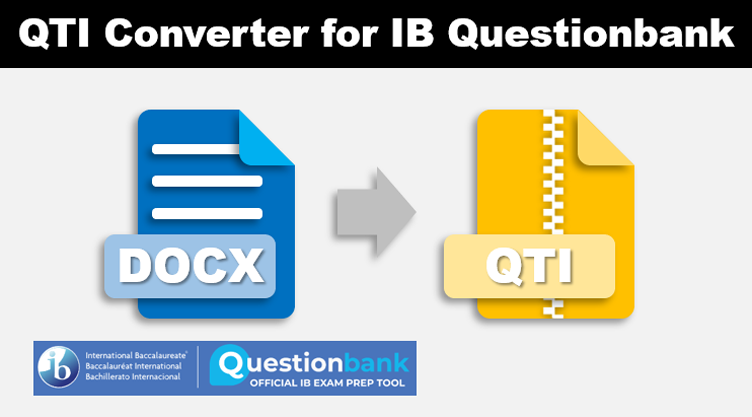 QTI Converter for IB Questionbank
DOCX
QTI
ib
International Baccalaureate®
Baccalauréat International
Bachillerato Internacional
Questionbank
OFFICIAL IB EXAM PREP TOOL